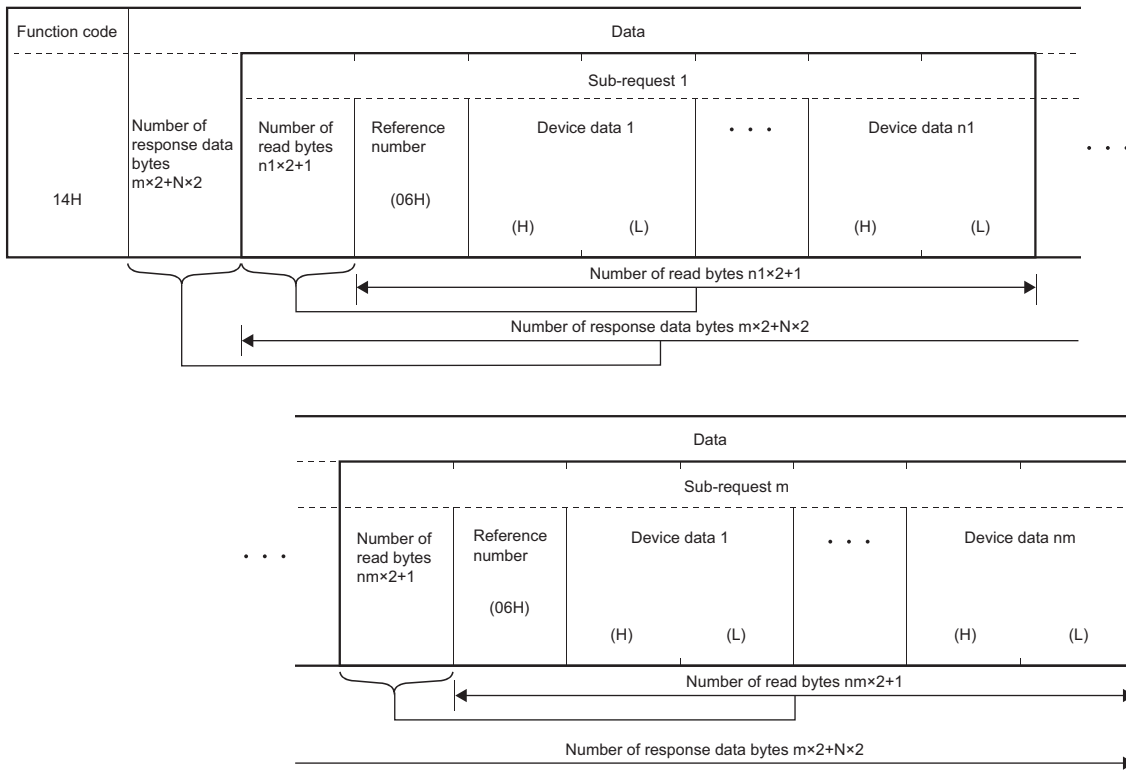 Function code
Data
Sub-request 1
Number of
response data
bytes
m×2+N×2
Number of
read bytes
n1×2+1
Reference
number
Device data 1
• • •
Device data n1
• • •
14H
(06H)
(H)
(L)
(H)
(L)
Number of read bytes n1×2+1
Number of response data bytes m×2+N×2
Data
Sub-request m
• • •
Number of
read bytes
nm×2+1
Reference
number
Device data 1
• • •
Device data nm
(06H)
(H)
(L)
(H)
(L)
Number of read bytes nm×2+1
Number of response data bytes m×2+N×2